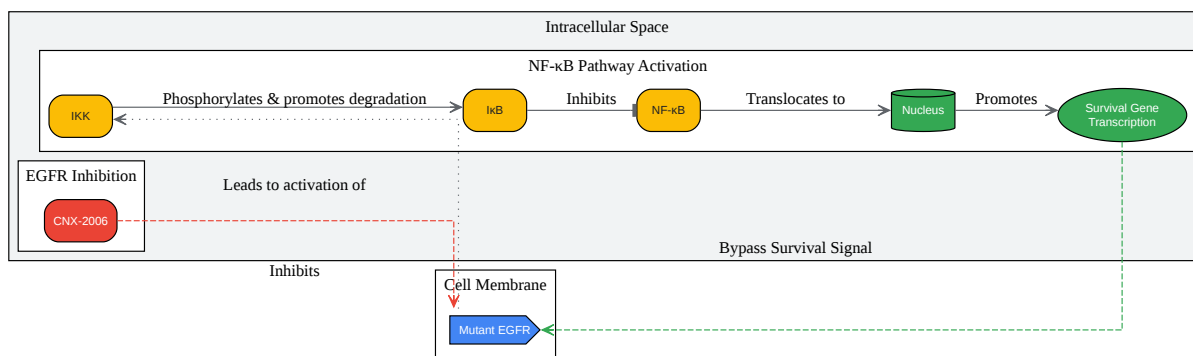 Intracellular Space
NF-κB Pathway Activation
IKK
Phosphorylates & promotes degradation
IκB
Inhibits
NF-κB
Translocates to
Nucleus
Promotes
Survival Gene
Transcription
EGFR Inhibition
CNX-2006
Leads to activation of
Bypass Survival Signal
Inhibits
Cell Membrane
Mutant EGFR